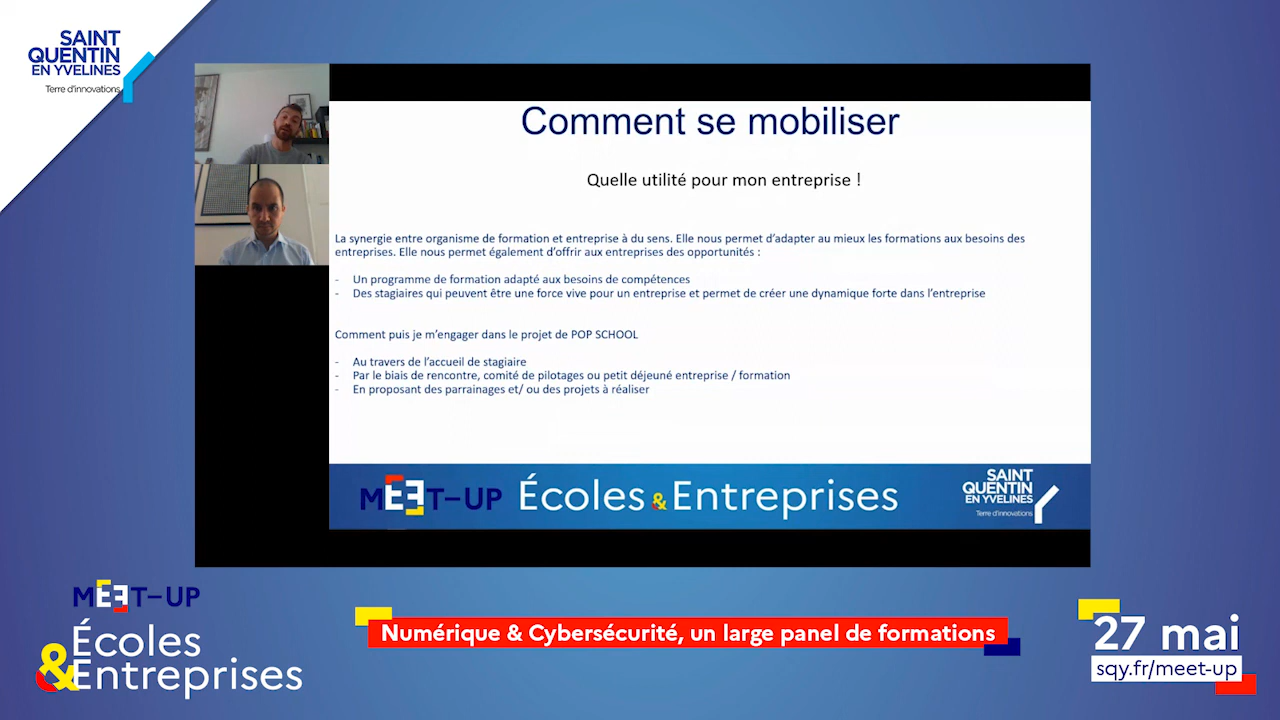 SAINT
QUENTIN
EN YVELINES
Terre d'innovations
Comment se mobiliser
Quelle utilité pour mon entreprise !
La synergie entre organisme de formation et entreprise à du sens. Elle nous permet d'adapter au mieux les formations aux besoins des
entreprises. Elle nous permet également d'offrir aux entreprises des opportunités :
- Un programme de formation adapté aux besoins de compétences
- Des stagiaires qui peuvent être une force vive pour un entreprise et permet de créer une dynamique forte dans l'entreprise
Comment puis je m'engager dans le projet de POP SCHOOL
- Au travers de l'accueil de stagiaire
- Par le biais de rencontre, comité de pilotages ou petit déjeuné entreprise / formation
- En proposant des parrainages et/ ou des projets à réaliser
MEET-UP Écoles & Entreprises
SAINT
QUENTIN
EN YVELINES
Terre d'innovations
MEET-UP
Écoles
&Entreprises
Numérique & Cybersécurité, un large panel de formations
27 mai
sqy.fr/meet-up